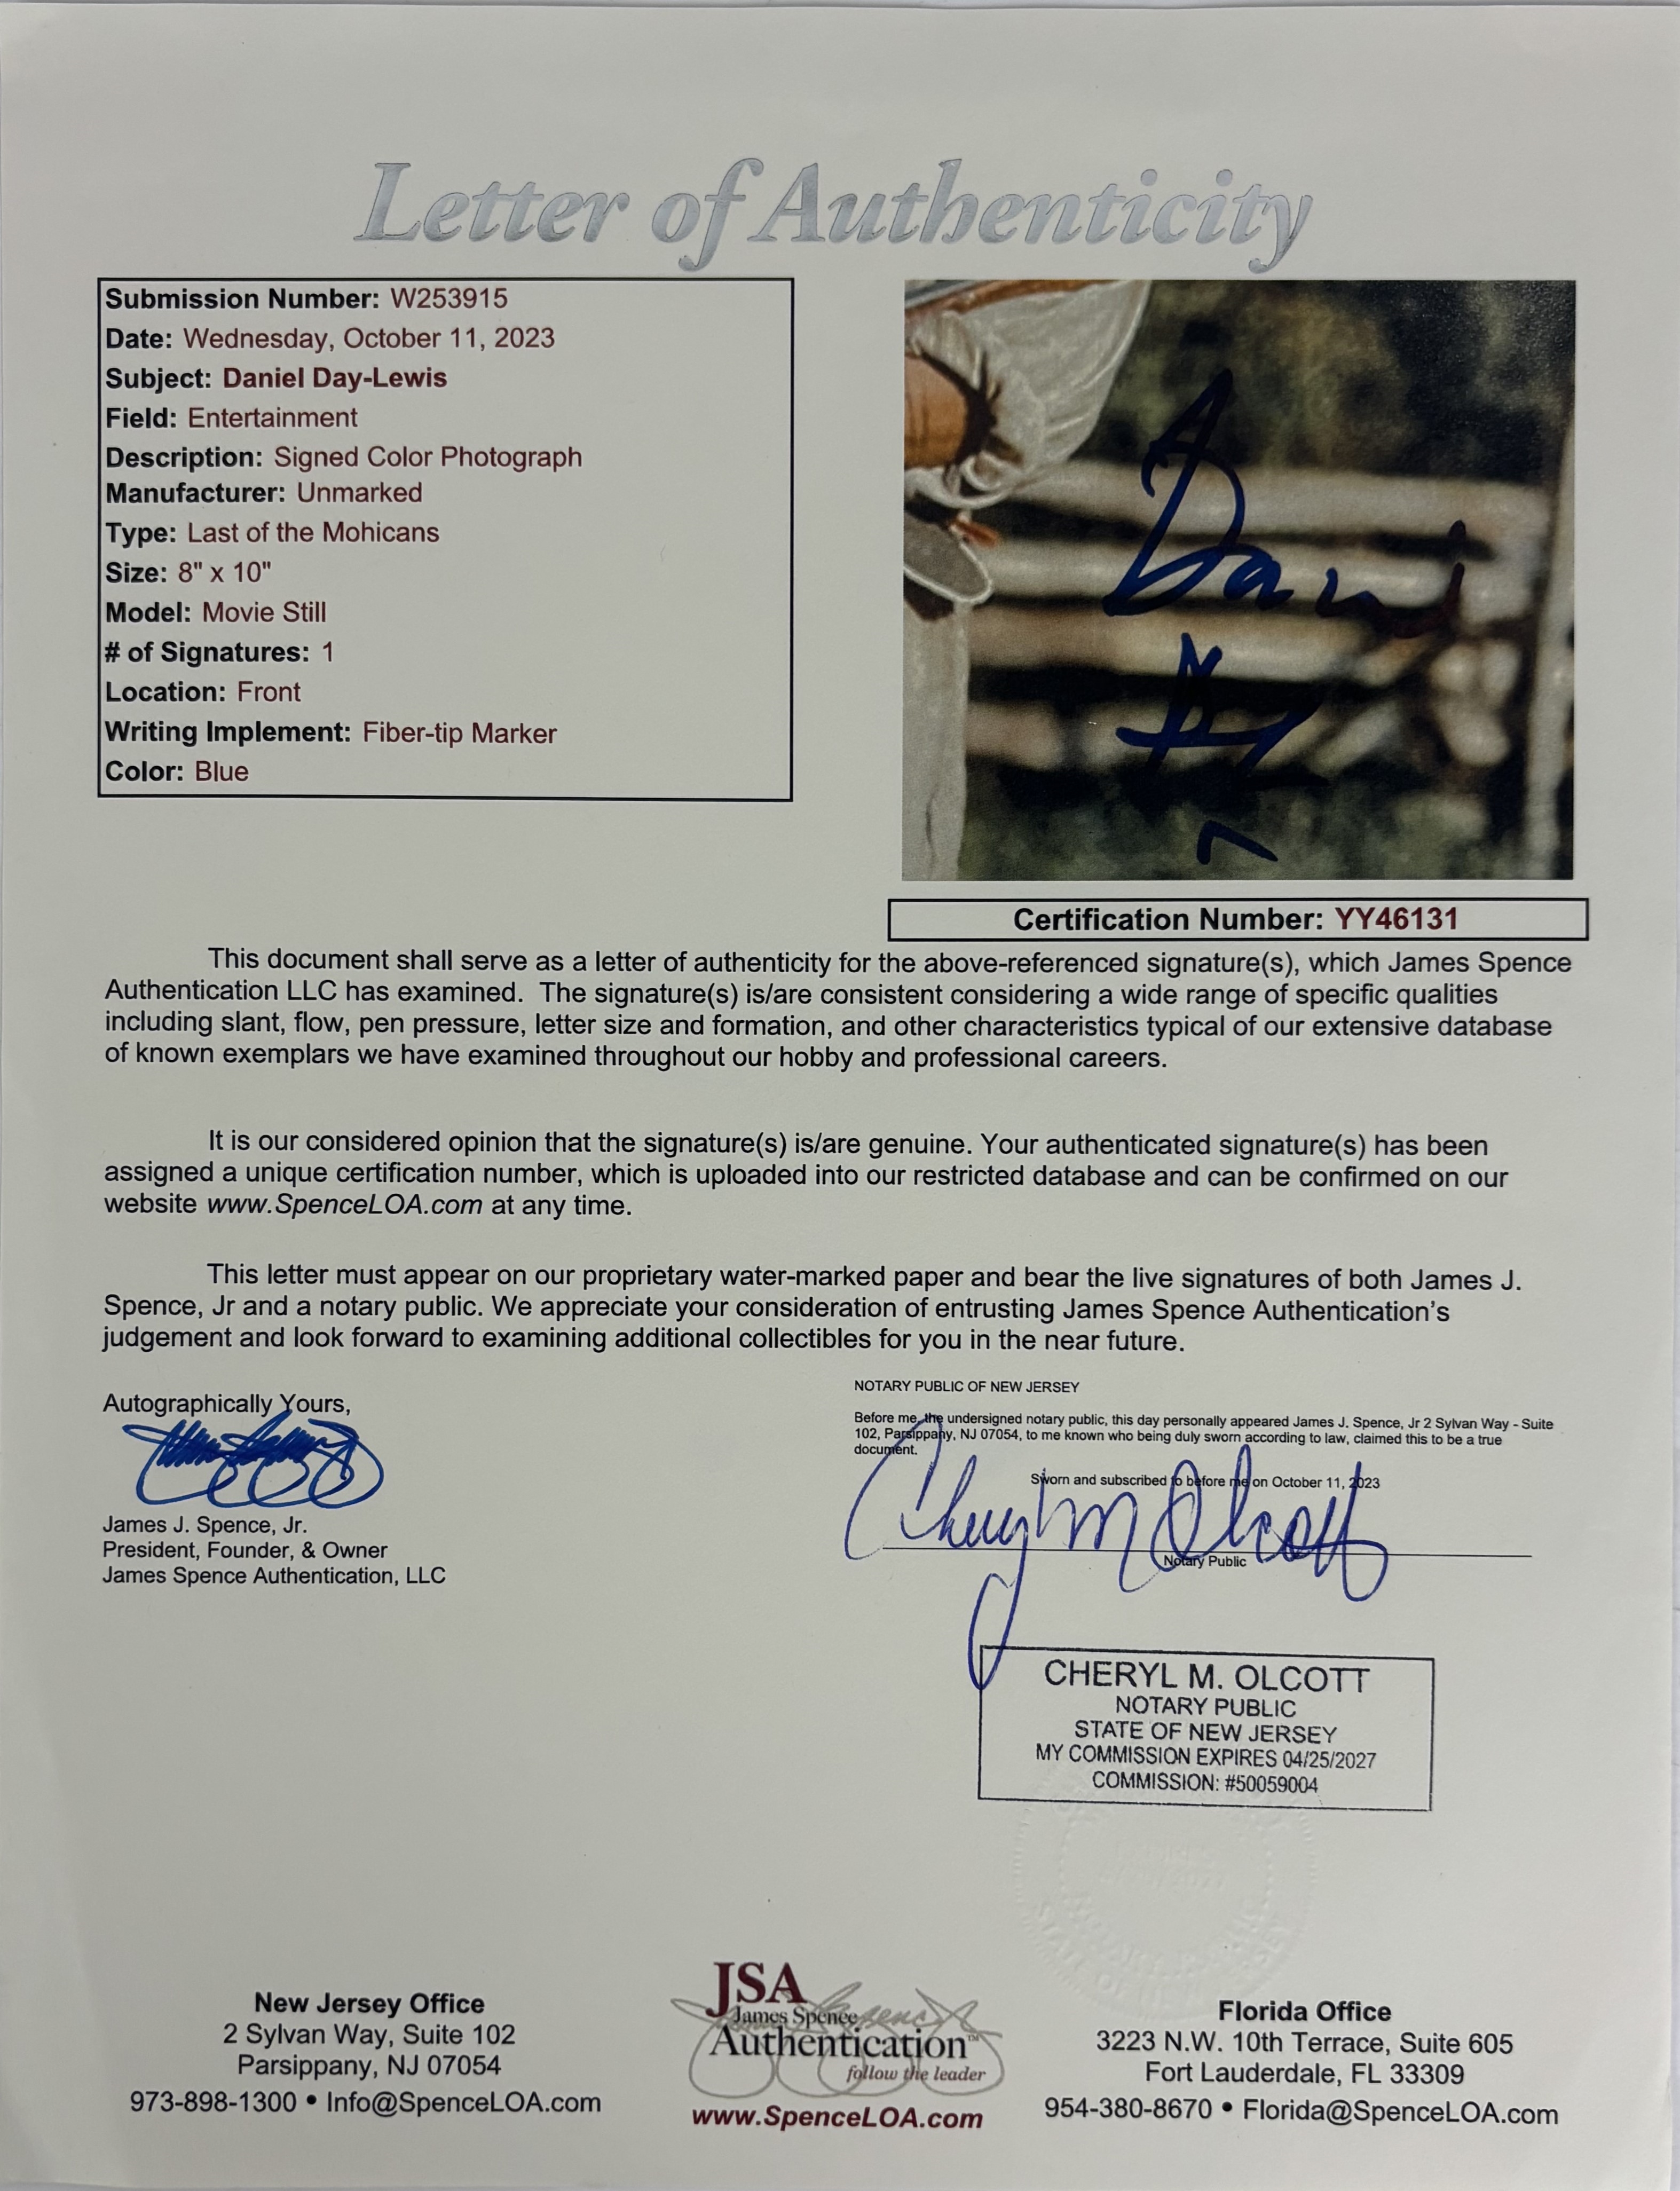 Letter of Authenticity
Submission Number: W253915
Date: Wednesday, October 11, 2023
Subject: Daniel Day-Lewis
Field: Entertainment
Description: Signed Color Photograph
Manufacturer: Unmarked
Type: Last of the Mohicans
Size: 8" x 10"
Model: Movie Still
# of Signatures: 1
Location: Front
Writing Implement: Fiber-tip Marker
Color: Blue
Certification Number: YY46131
This document shall serve as a letter of authenticity for the above-referenced signature(s), which James Spence
Authentication LLC has examined. The signature(s) is/are consistent considering a wide range of specific qualities
including slant, flow, pen pressure, letter size and formation, and other characteristics typical of our extensive database
of known exemplars we have examined throughout our hobby and professional careers.
It is our considered opinion that the signature(s) is/are genuine. Your authenticated signature(s) has been
assigned a unique certification number, which is uploaded into our restricted database and can be confirmed on our
website www.SpenceLOA.com at any time.
This letter must appear on our proprietary water-marked paper and bear the live signatures of both James J.
Spence, Jr and a notary public. We appreciate your consideration of entrusting James Spence Authentication's
judgement and look forward to examining additional collectibles for you in the near future.
Autographically Yours,
James J. Spence, Jr.
President, Founder, & Owner
James Spence Authentication, LLC
NOTARY PUBLIC OF NEW JERSEY
Before me, the undersigned notary public, this day personally appeared James J. Spence, Jr 2 Sylvan Way - Suite
102, Parsippany, NJ 07054, to me known who being duly sworn according to law, claimed this to be a true
document.
Sworn and subscribed to before me on October 11, 2023
Cheryl M Olcott
Notary Public
CHERYL M. OLCOTT
NOTARY PUBLIC
STATE OF NEW JERSEY
MY COMMISSION EXPIRES 04/25/2027
COMMISSION: #50059004
New Jersey Office
2 Sylvan Way, Suite 102
Parsippany, NJ 07054
973-898-1300 • Info@SpenceLOA.com
JSA
James Spence
Authentication™
follow the leader
www.SpenceLOA.com
Florida Office
3223 N.W. 10th Terrace, Suite 605
Fort Lauderdale, FL 33309
954-380-8670 • Florida@SpenceLOA.com